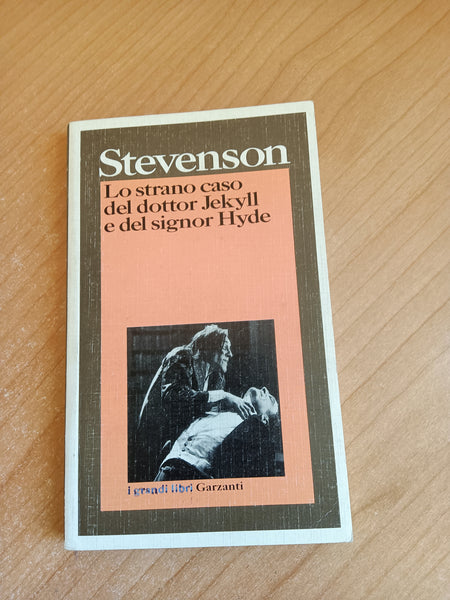 Stevenson
Lo strano caso
del dottor Jekyll
e del signor Hyde
i grandi libri Garzanti